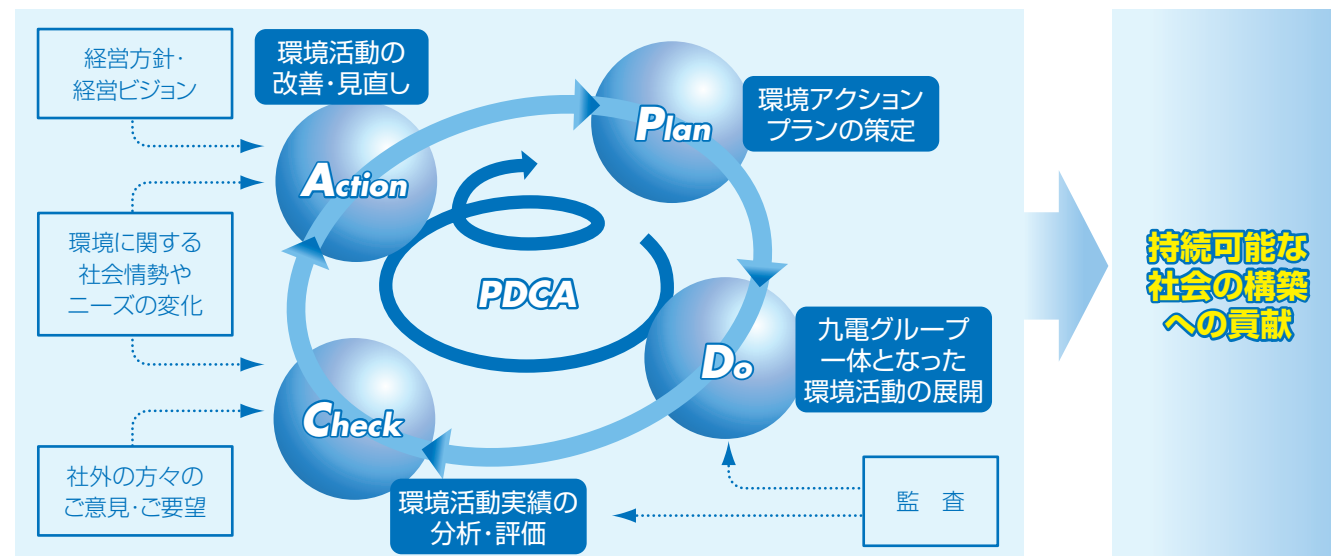 経営方針・
経営ビジョン
環境活動の
改善・見直し
Plan
環境アクション
プランの策定
Action
環境に関する
社会情勢や
ニーズの変化
PDCA
持続可能な
社会の構築
への貢献
Do
九電グループ
一体となった
環境活動の展開
Check
社外の方々の
ご意見・ご要望
環境活動実績の
分析・評価
監　査